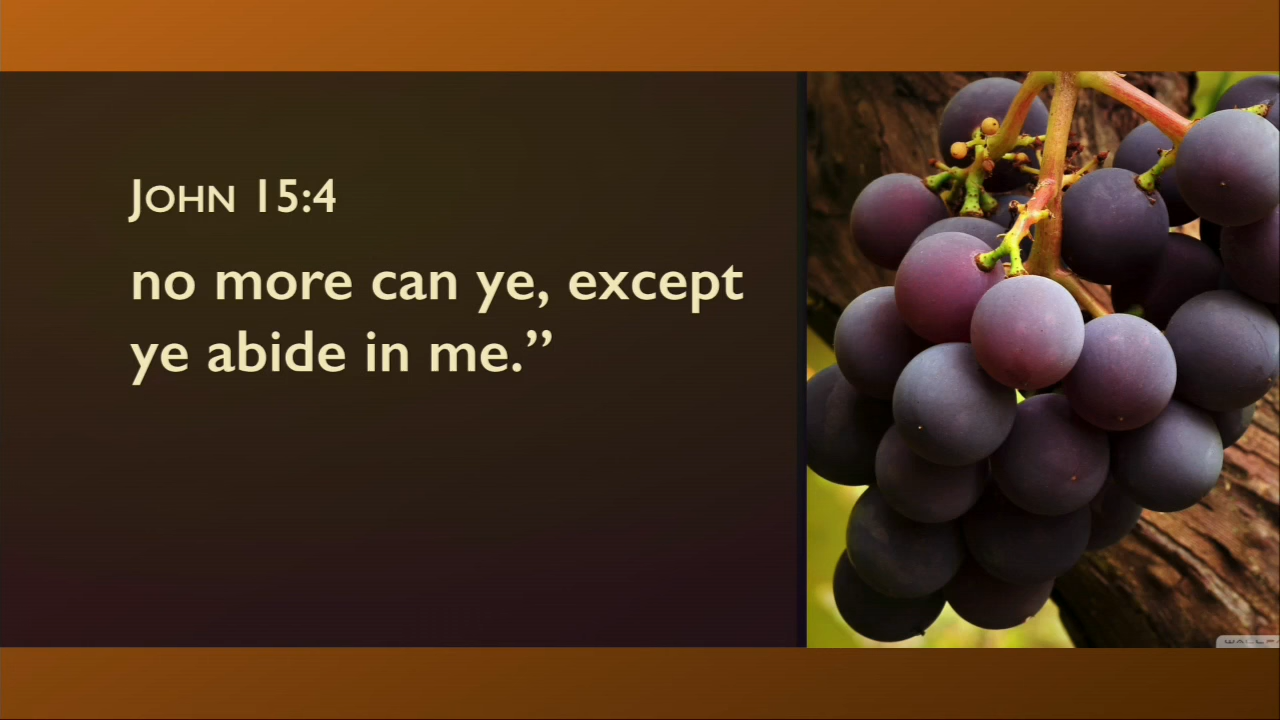 John 15:4
no more can ye, except
ye abide in me.”